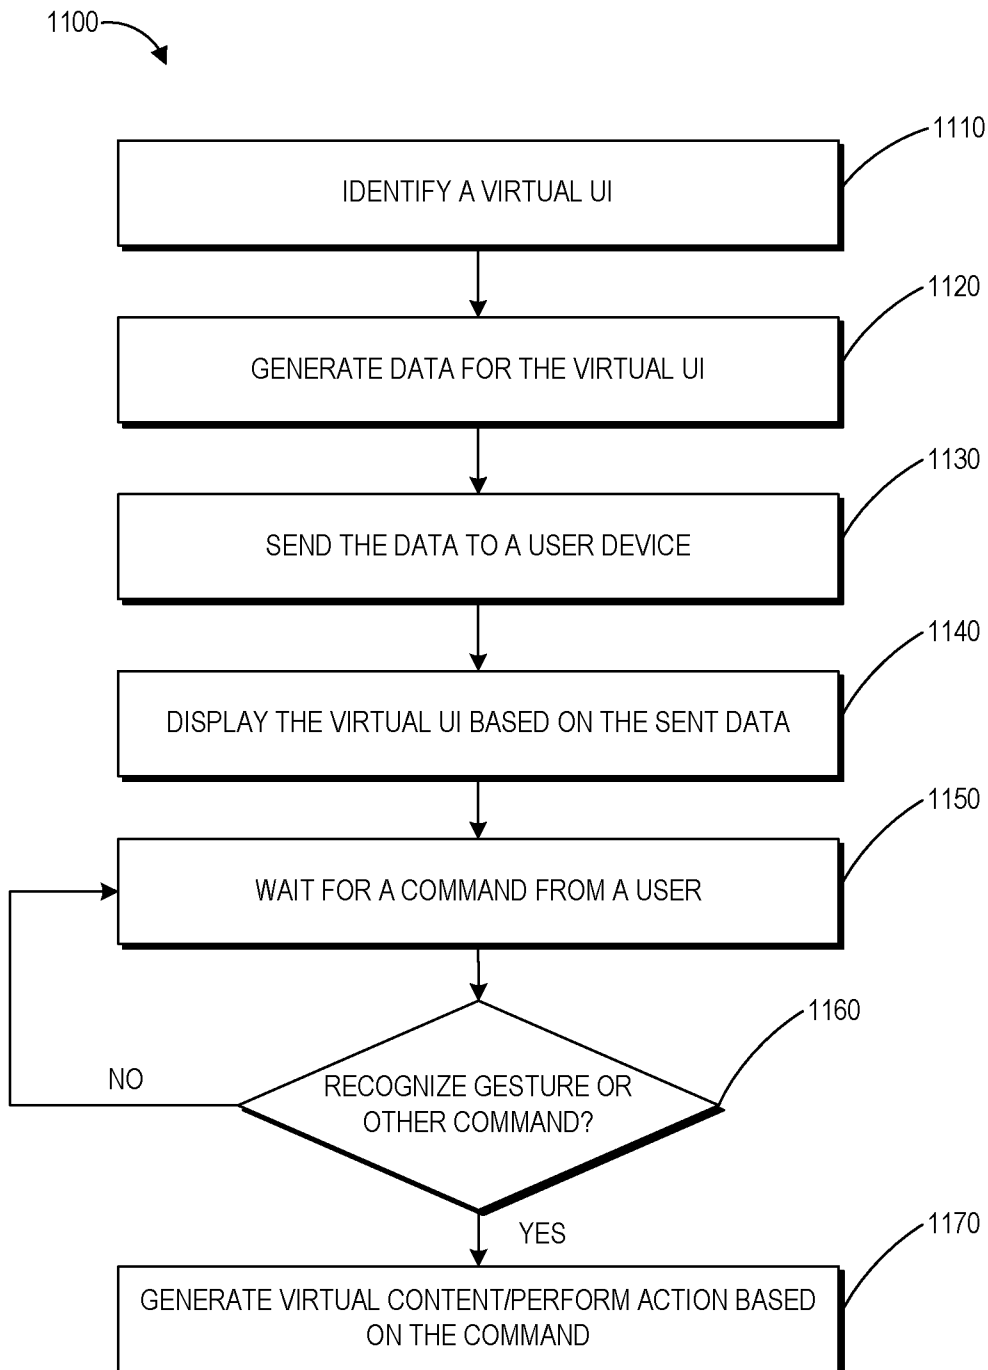 1100
1110
IDENTIFY A VIRTUAL UI
1120
GENERATE DATA FOR THE VIRTUAL UI
1130
SEND THE DATA TO A USER DEVICE
1140
DISPLAY THE VIRTUAL UI BASED ON THE SENT DATA
1150
WAIT FOR A COMMAND FROM A USER
1160
NO
RECOGNIZE GESTURE OR
OTHER COMMAND?
YES
1170
GENERATE VIRTUAL CONTENT/PERFORM ACTION BASED
ON THE COMMAND